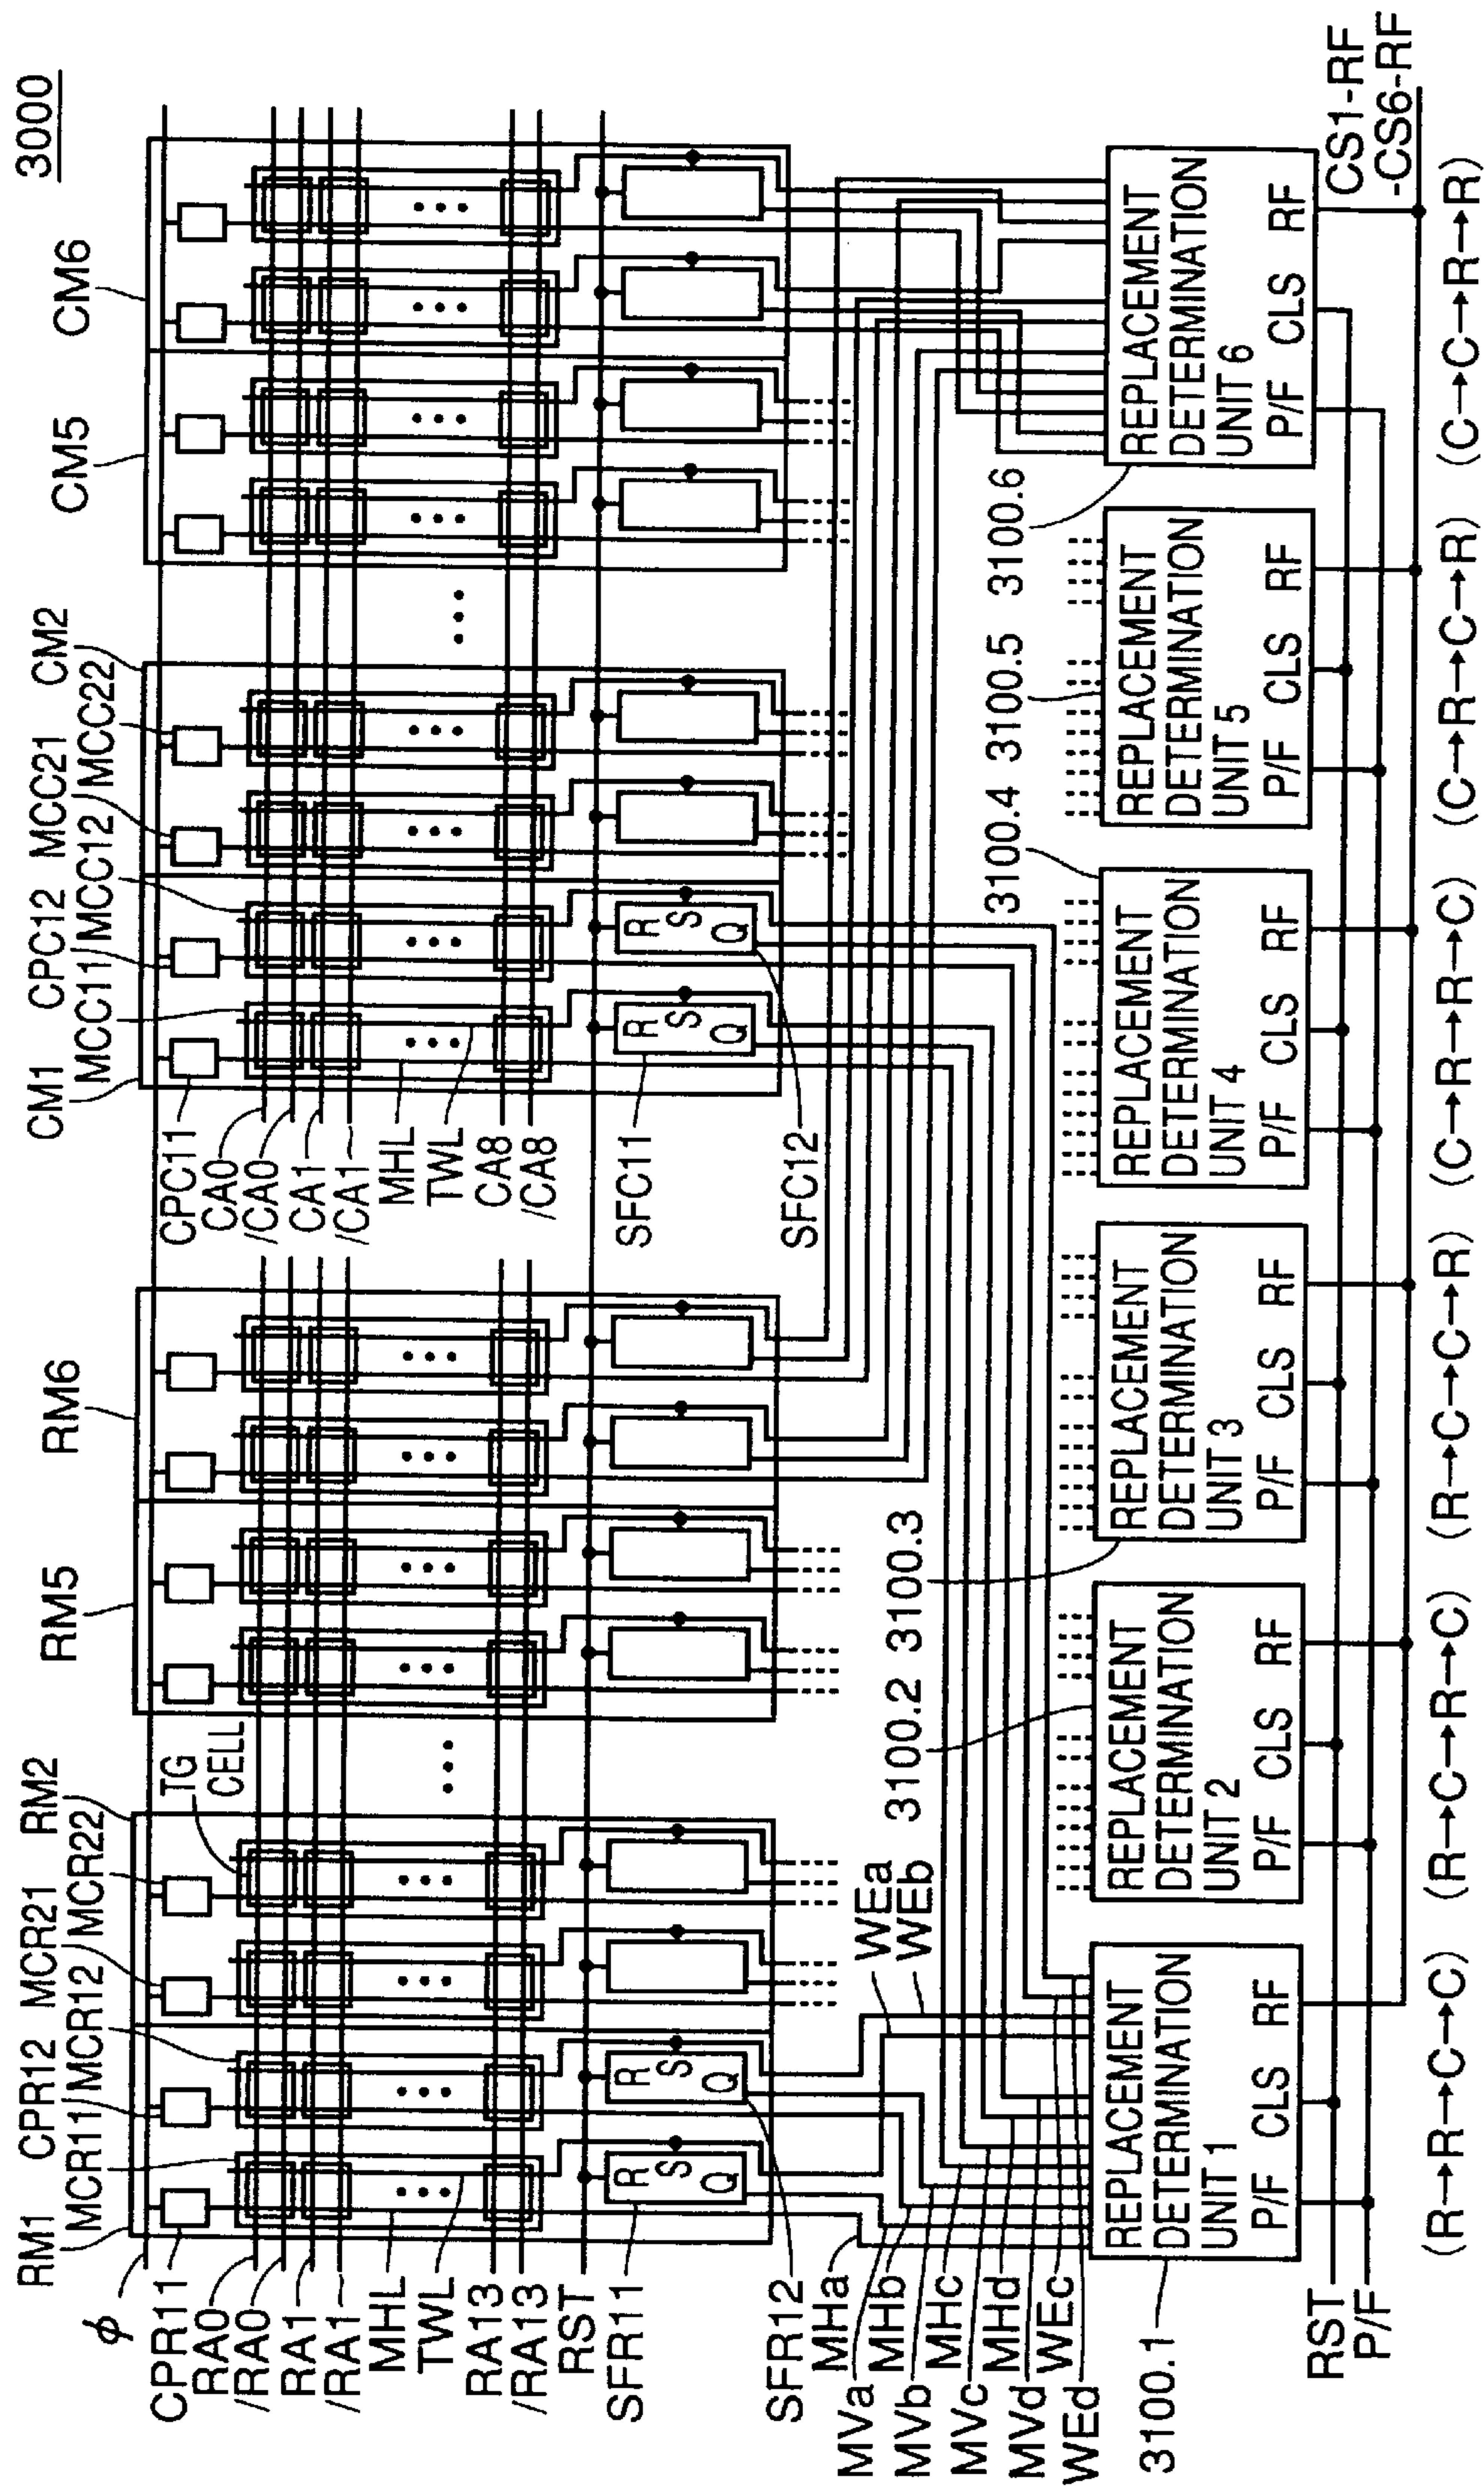 3000
RM1
MCR11/MCR12
CPR12
MCR21
/MCR22
RM2
TG
CELL
RM5
RM6
CM1
MCC11/MCC12
CPC12
MCC21
/MCC22
CM2
CM5
CM6
φ
CPR11
RA0
/RA0
RA1
/RA1
MHL
TWL
RA13
/RA13
RST
SFR11
SFR12
R
S
Q
R
S
Q
CPC11
CA0
/CA0
CA1
/CA1
MHL
TWL
CA8
/CA8
SFC11
SFC12
R
S
Q
R
S
Q
MHa
MVa
MHb
MVb
MHc
MVc
MHd
MVd
WEc
WEd
WEa
WEb
3100.1
3100.2
3100.3
3100.4
3100.5
3100.6
REPLACEMENT
DETERMINATION
UNIT 1
P/F CLS RF
REPLACEMENT
DETERMINATION
UNIT 2
P/F CLS RF
REPLACEMENT
DETERMINATION
UNIT 3
P/F CLS RF
REPLACEMENT
DETERMINATION
UNIT 4
P/F CLS RF
REPLACEMENT
DETERMINATION
UNIT 5
P/F CLS RF
REPLACEMENT
DETERMINATION
UNIT 6
P/F CLS RF
RST
P/F
CS1-RF
-CS6-RF
(R→R→C→C)
(R→C→R→C)
(R→C→C→R)
(C→R→R→C)
(C→R→C→R)
(C→C→R→R)